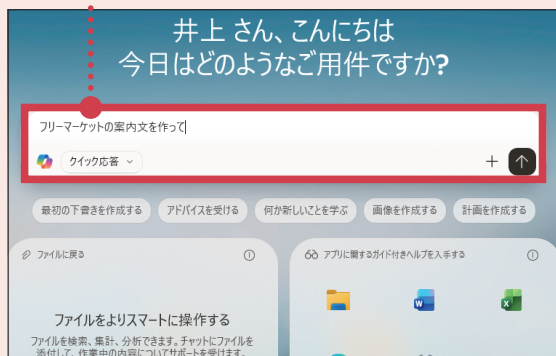 井上 さん、こんにちは
今日はどのようなご用件ですか?
フリーマーケットの案内文を作って
クイック応答
最初の下書きを作成する アドバイスを受ける 何か新しいことを学ぶ 画像を作成する 計画を作成する
ファイルに戻る
ファイルをよりスマートに操作する
ファイルを検索、集計、分析できます。チャットにファイルを
添付して、作業中の内容についてサポートを受けます。
アプリに関するガイド付きヘルプを入手する